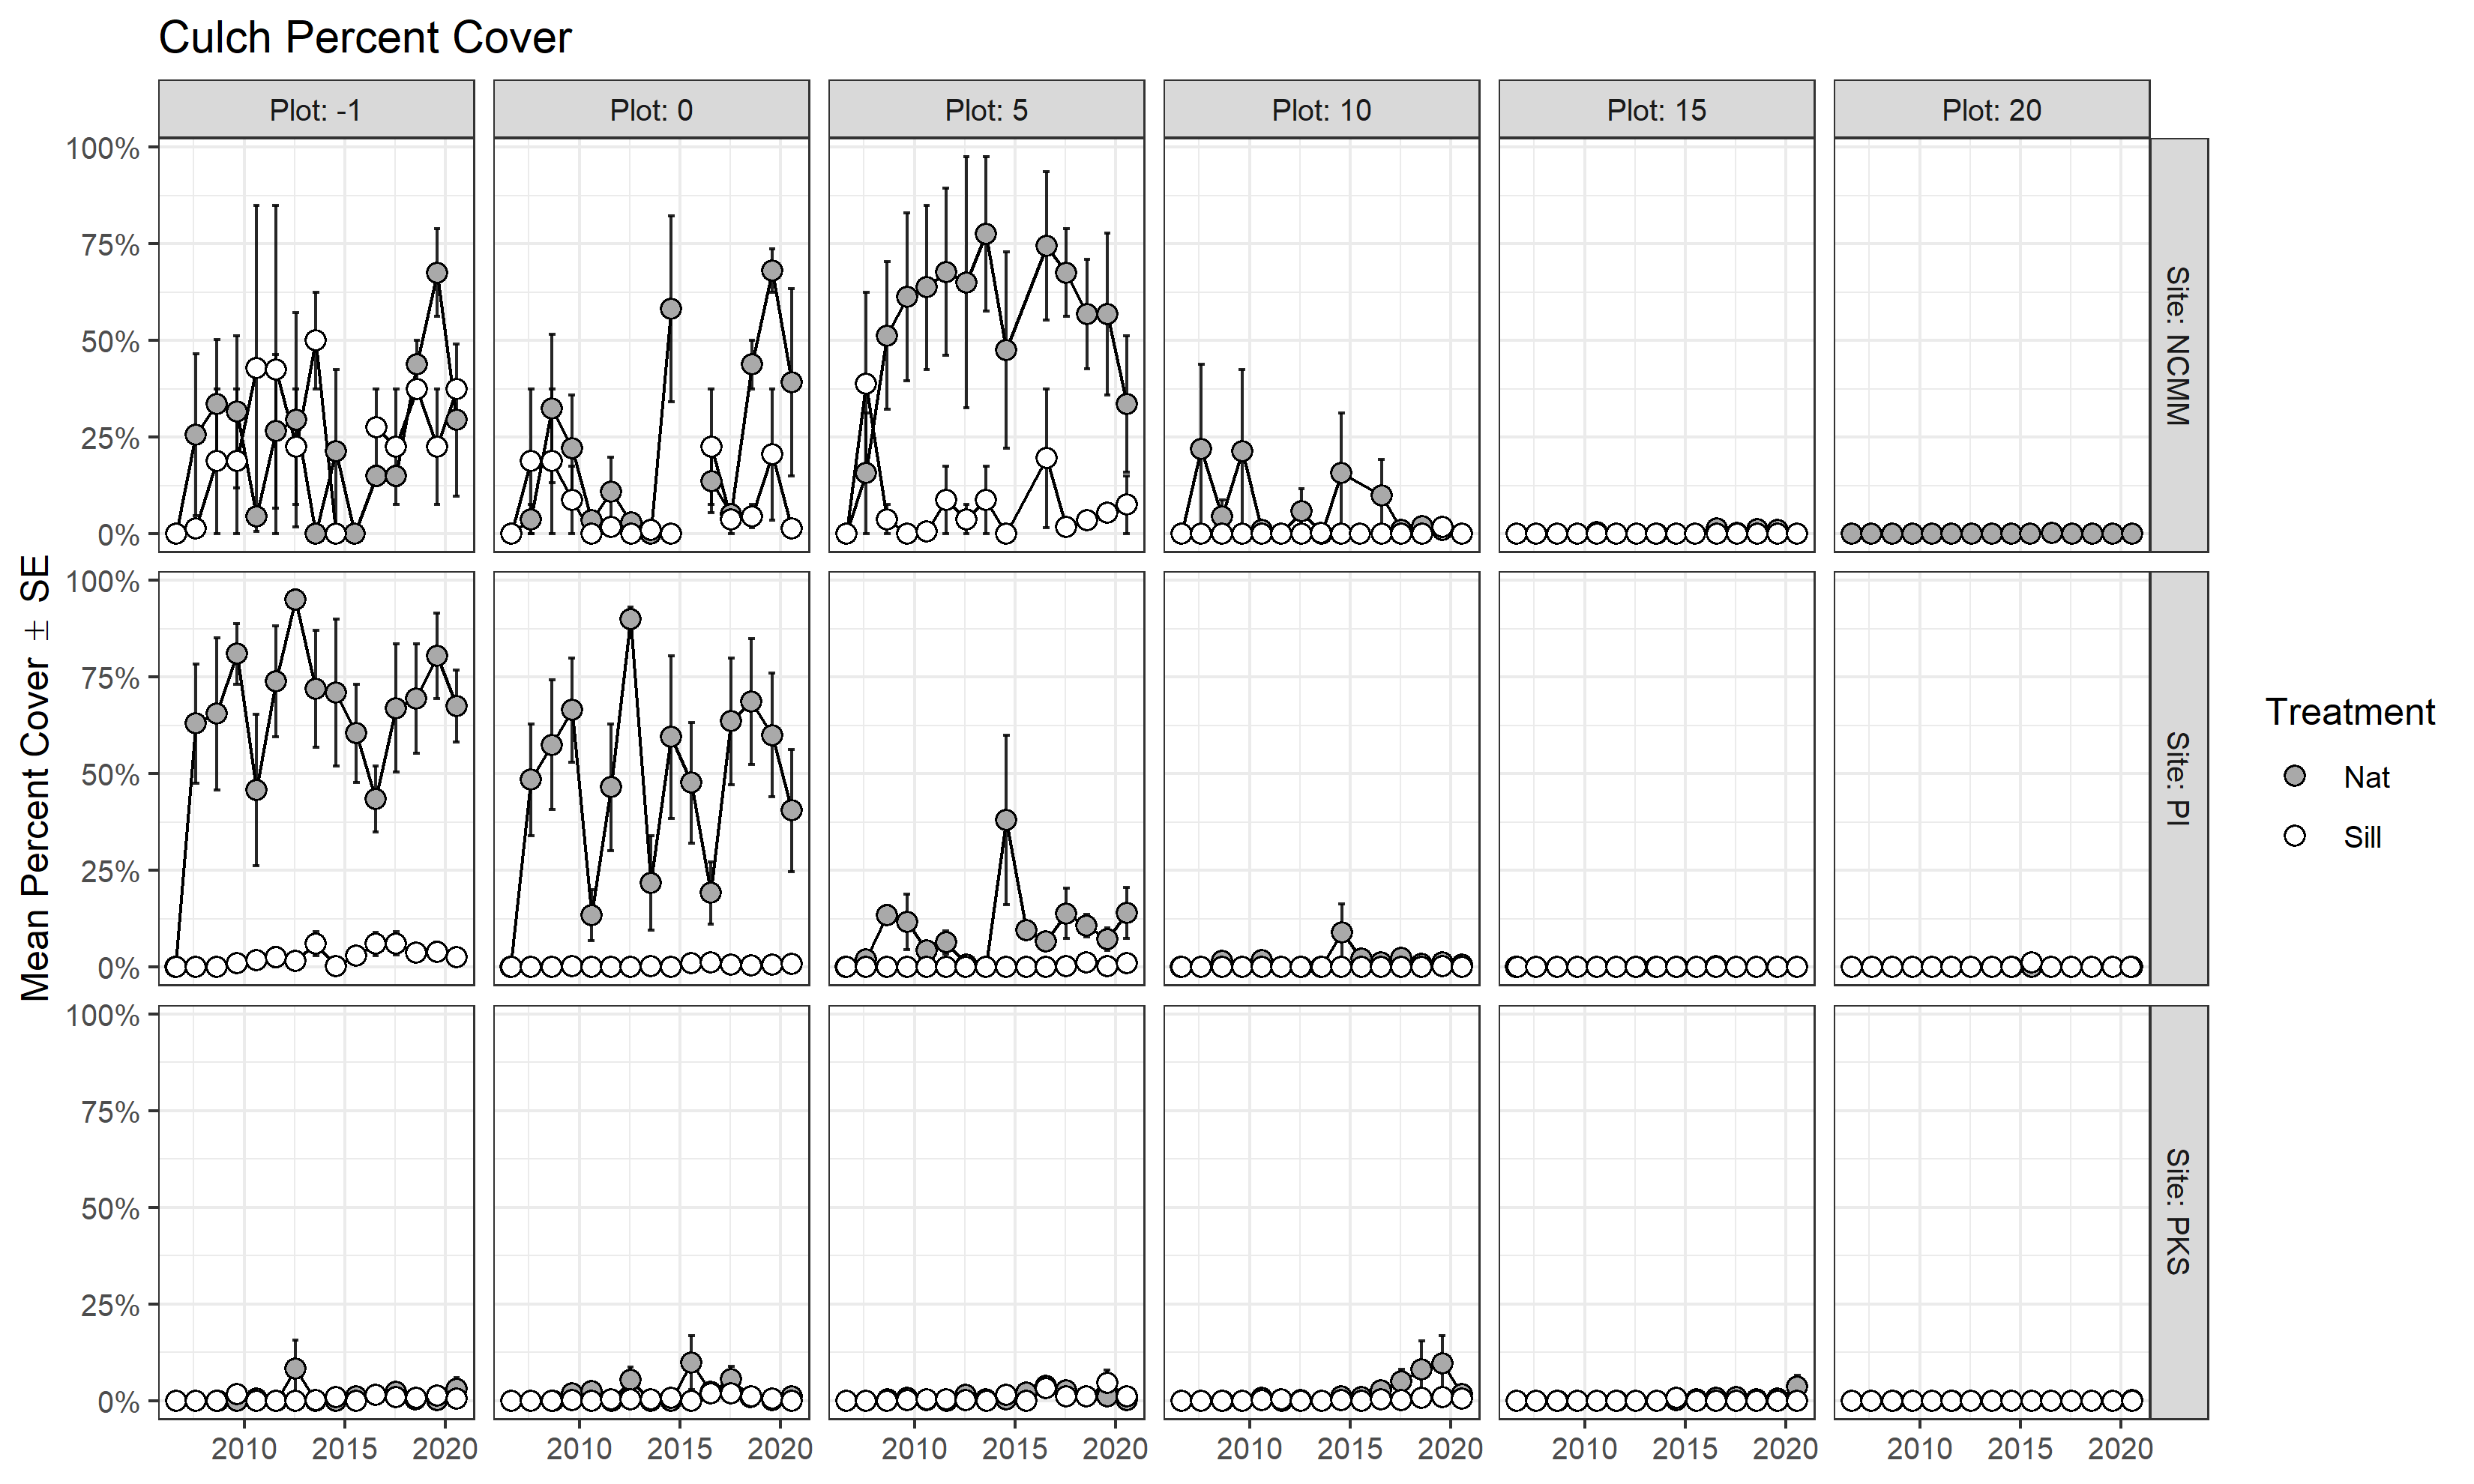 Culch Percent Cover
Plot: -1 Plot: 0 Plot: 5 Plot: 10 Plot: 15 Plot: 20
Mean Percent Cover ± SE
100%
75%
50%
25%
0%
Site: NCMM
100%
75%
50%
25%
0%
Site: PI
100%
75%
50%
25%
0%
Site: PKS
2010 2015 2020 2010 2015 2020 2010 2015 2020 2010 2015 2020 2010 2015 2020 2010 2015 2020
Treatment
Nat
Sill